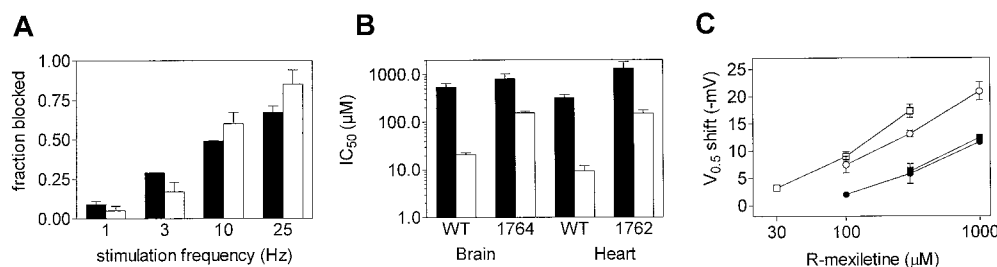 A
fraction blocked
1.00
0.75
0.50
0.25
0.00
1 3 10 25
stimulation frequency (Hz)
B
IC50 (µM)
1000.0
100.0
10.0
1.0
WT 1764 WT 1762
Brain Heart
C
V0.5 shift (-mV)
25
20
15
10
5
0
30 100 1000
R-mexiletine (µM)